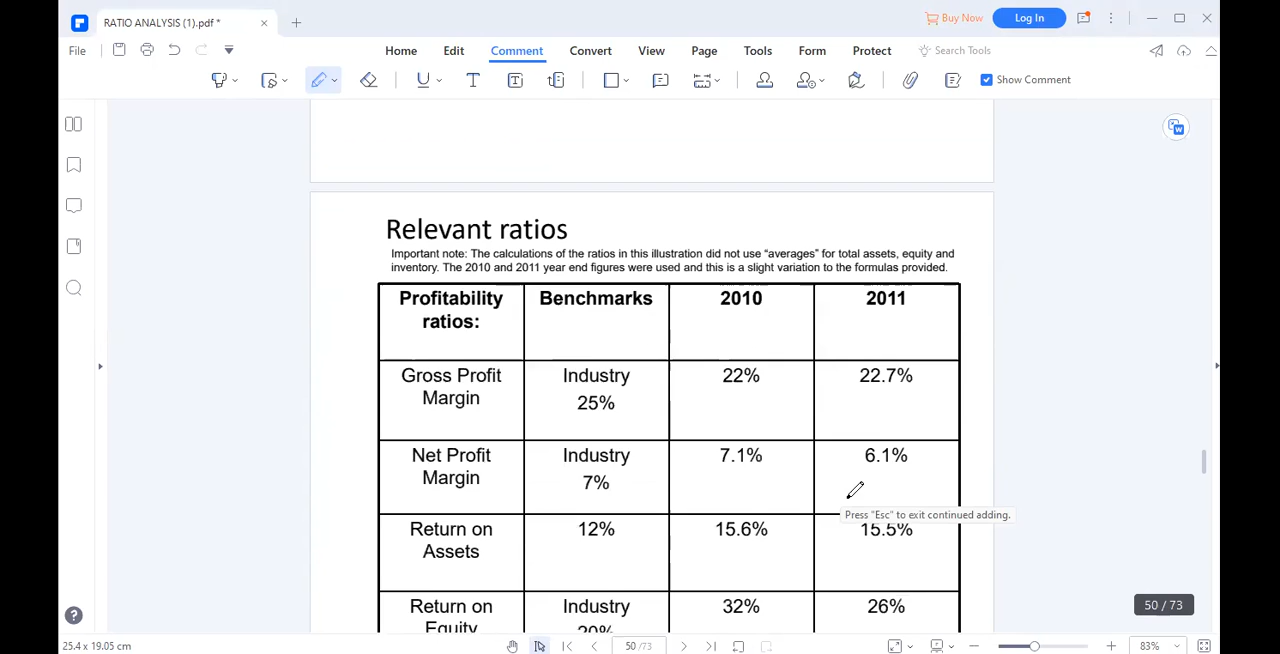 RATIO ANALYSIS (1).pdf *
Buy Now
Log In
File
Home Edit Comment Convert View Page Tools Form Protect Search Tools
Show Comment
Relevant ratios
Important note: The calculations of the ratios in this illustration did not use “averages” for total assets, equity and
inventory. The 2010 and 2011 year end figures were used and this is a slight variation to the formulas provided.
Profitability Benchmarks 2010 2011
ratios:
Gross Profit Industry 22% 22.7%
Margin 25%
Net Profit Industry 7.1% 6.1%
Margin 7%
Press "Esc" to exit continued adding.
Return on 12% 15.6% 15.5%
Assets
Return on Industry 32% 26%
Equity 20%
50 / 73
25.4 x 19.05 cm
50 /73
83%